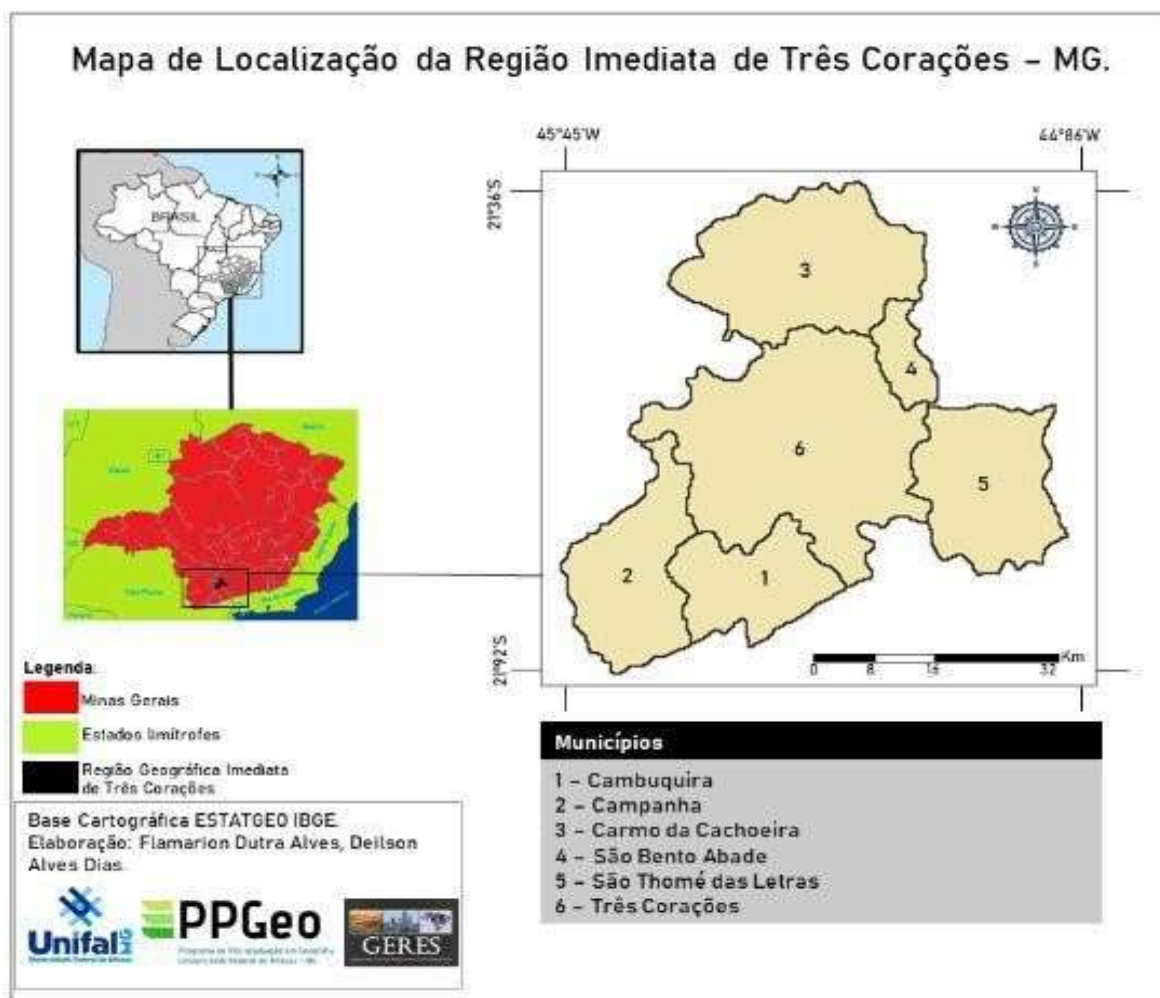 Mapa de Localização da Região Imediata de Três Corações – MG.
45°45'W
44°86'W
21°36'S
21°92'S
BRASIL
3
4
6
5
2
1
0 8 16 32 Km
São Paulo
Legenda:
Minas Gerais
Estados limítrofes
Região Geográfica Imediata
de Três Corações
Base Cartográfica ESTATGEO IBGE.
Elaboração: Flamarion Dutra Alves, Deilson
Alves Dias.
Unifal MG
PPGeo
GERES
Municípios
1 – Cambuquira
2 – Campanha
3 – Carmo da Cachoeira
4 – São Bento Abade
5 – São Thomé das Letras
6 – Três Corações